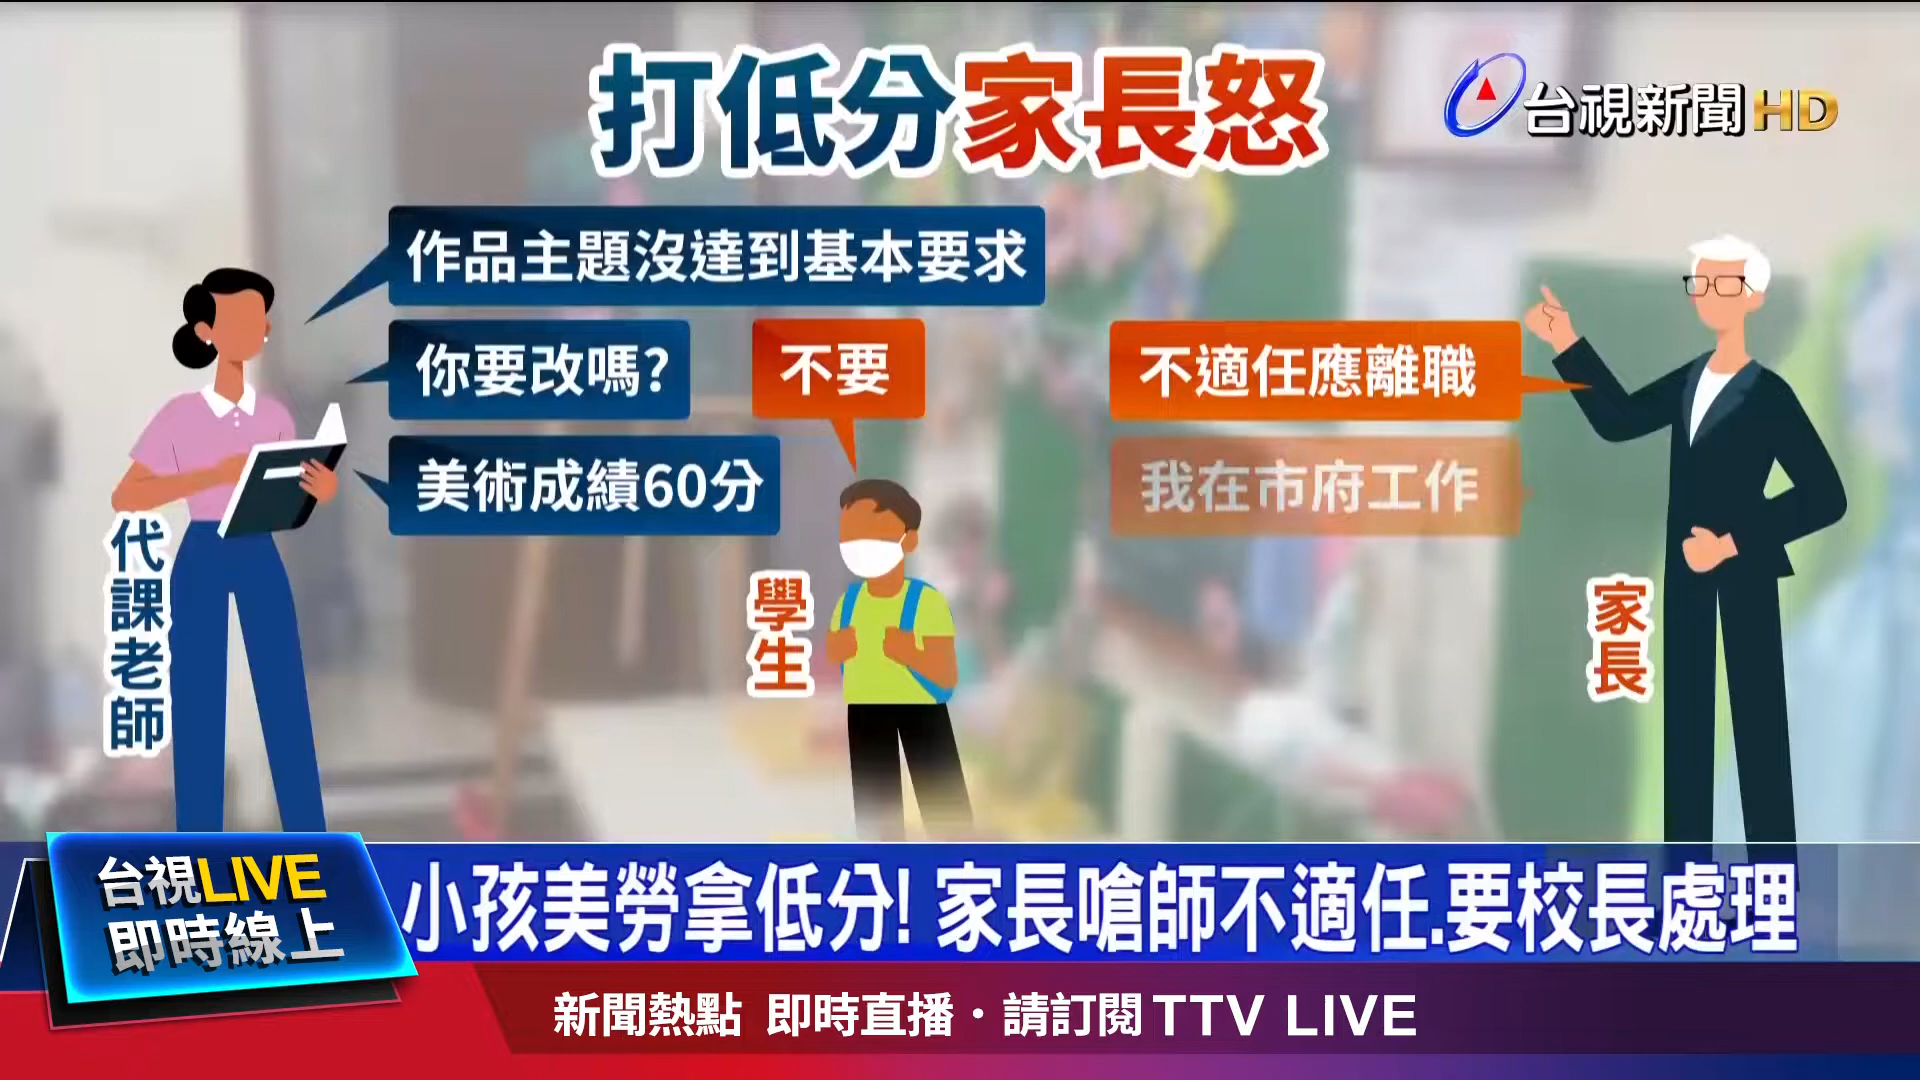 打低分家長怒
台視新聞HD
作品主題沒達到基本要求
你要改嗎?
不要
美術成績60分
不適任應離職
我在市府工作
代課老師
學生
家長
台視LIVE
即時線上
小孩美勞拿低分! 家長嗆師不適任.要校長處理
新聞熱點 即時直播・請訂閱TTV LIVE